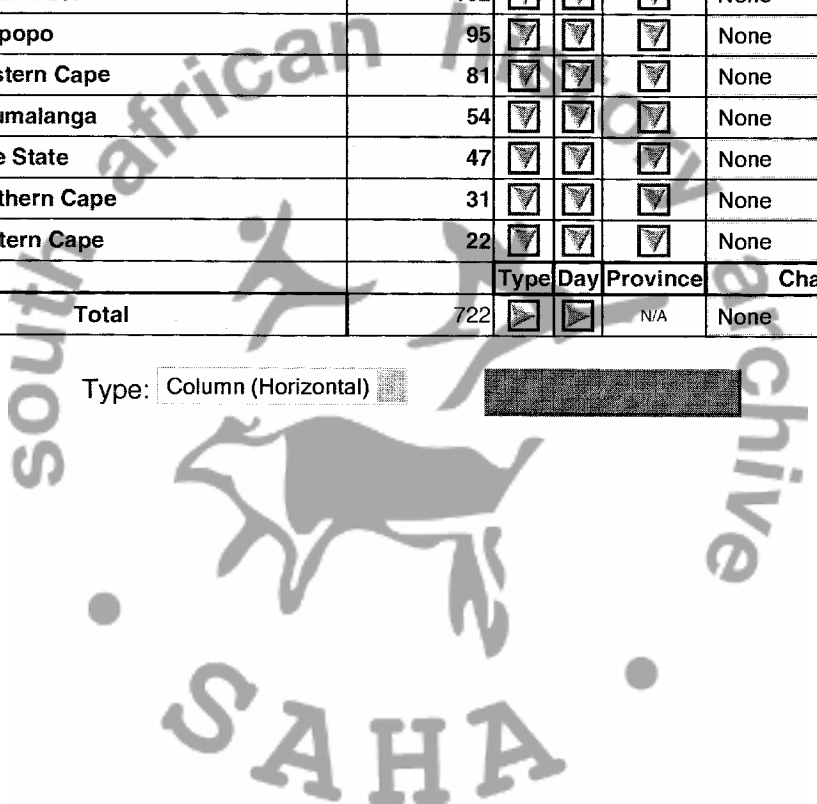 popo 95 None
stern Cape 81 None
umalanga 54 None
e State 47 None
thern Cape 31 None
tern Cape 22 None
Type Day Province Cha
Total 722 N/A None
Type: Column (Horizontal)
south african history archive
SAHA